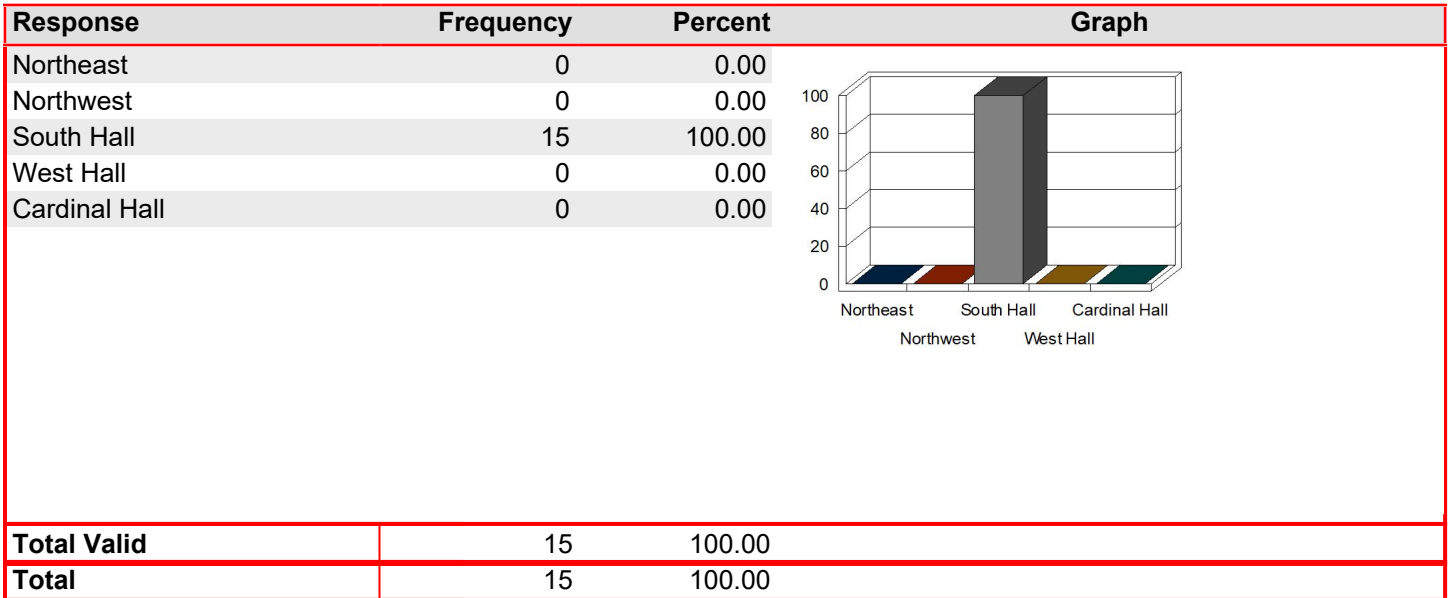 Response Frequency Percent Graph
Northeast 0 0.00
Northwest 0 0.00
South Hall 15 100.00
West Hall 0 0.00
Cardinal Hall 0 0.00
100
80
60
40
20
0
Northeast South Hall Cardinal Hall
Northwest West Hall
Total Valid 15 100.00
Total 15 100.00